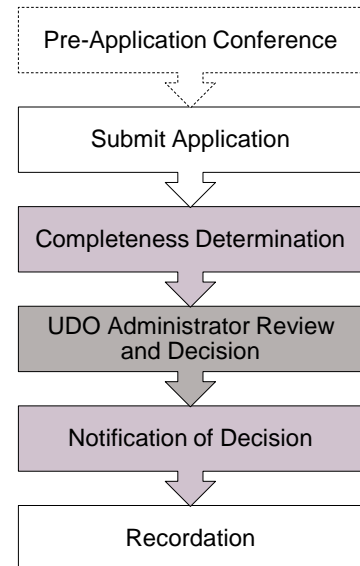 Pre-Application Conference
Submit Application
Completeness Determination
UDO Administrator Review
and Decision
Notification of Decision
Recordation